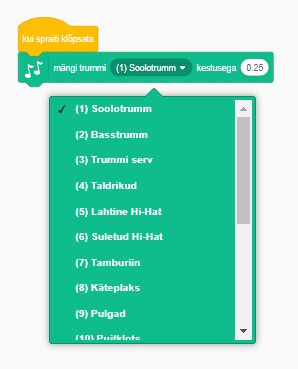 kui spraiti klõpsata
mängi trummi (1) Soolotrumm kestusega 0.25
(1) Soolotrumm
(2) Basstrumm
(3) Trummi serv
(4) Taldrikud
(5) Lahtine Hi-Hat
(6) Suletud Hi-Hat
(7) Tamburiin
(8) Käteplaks
(9) Pulgad
(10) Puitklots